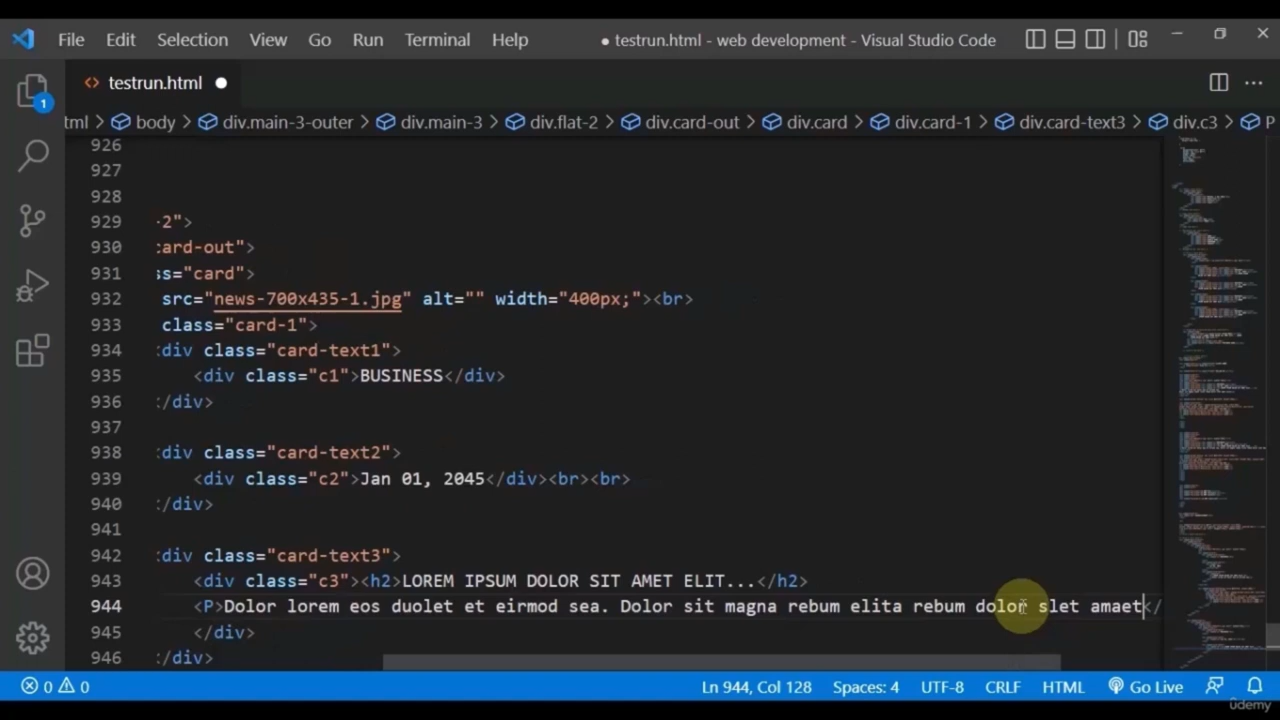 File Edit Selection View Go Run Terminal Help ● testrun.html - web development - Visual Studio Code
<> testrun.html ●
tml > body > div.main-3-outer > div.main-3 > div.flat-2 > div.card-out > div.card > div.card-1 > div.card-text3 > div.c3 > P
1
926
927
928
929 -2">
930 card-out">
931 ss="card">
932 src="news-700x435-1.jpg" alt="" width="400px;"><br>
933 class="card-1">
934 <div class="card-text1">
935 <div class="c1">BUSINESS</div>
936 </div>
937
938 <div class="card-text2">
939 <div class="c2">Jan 01, 2045</div><br><br>
940 </div>
941
942 <div class="card-text3">
943 <div class="c3"><h2>LOREM IPSUM DOLOR SIT AMET ELIT...</h2>
944 <P>Dolor lorem eos duolet et eirmod sea. Dolor sit magna rebum elita rebum dolor slet amaet</
945 </div>
946 </div>
0 0 Ln 944, Col 128 Spaces: 4 UTF-8 CRLF HTML Go Live
ûdemy